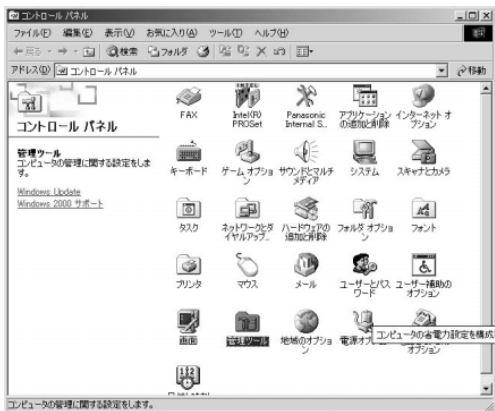 コントロール パネル
ファイル(F) 編集(E) 表示(V) お気に入り(A) ツール(T) ヘルプ(H)
戻る 検索 フォルダ
アドレス(D) コントロール パネル 移動
コントロール パネル
管理ツール
コンピュータの管理に関する設定をしま
す。
Windows Update
Windows 2000 サポート
FAX
Intel(R)
PROSet
Panasonic
Internal S...
アプリケーション
の追加と削除
インターネット オ
プション
キーボード
ゲーム オプショ
ン
サウンドとマルチ
メディア
システム
スキャナとカメラ
タスク
ネットワークとダ
イヤルアップ...
ハードウェアの
追加と削除
フォルダ オプショ
ン
フォント
プリンタ
マウス
メール
ユーザーとパス
ワード
ユーザー補助の
オプション
画面
管理ツール
地域のオプショ
ン
電源オプ
コンピュータの省電力設定を構成
オプション
コンピュータの管理に関する設定をします。